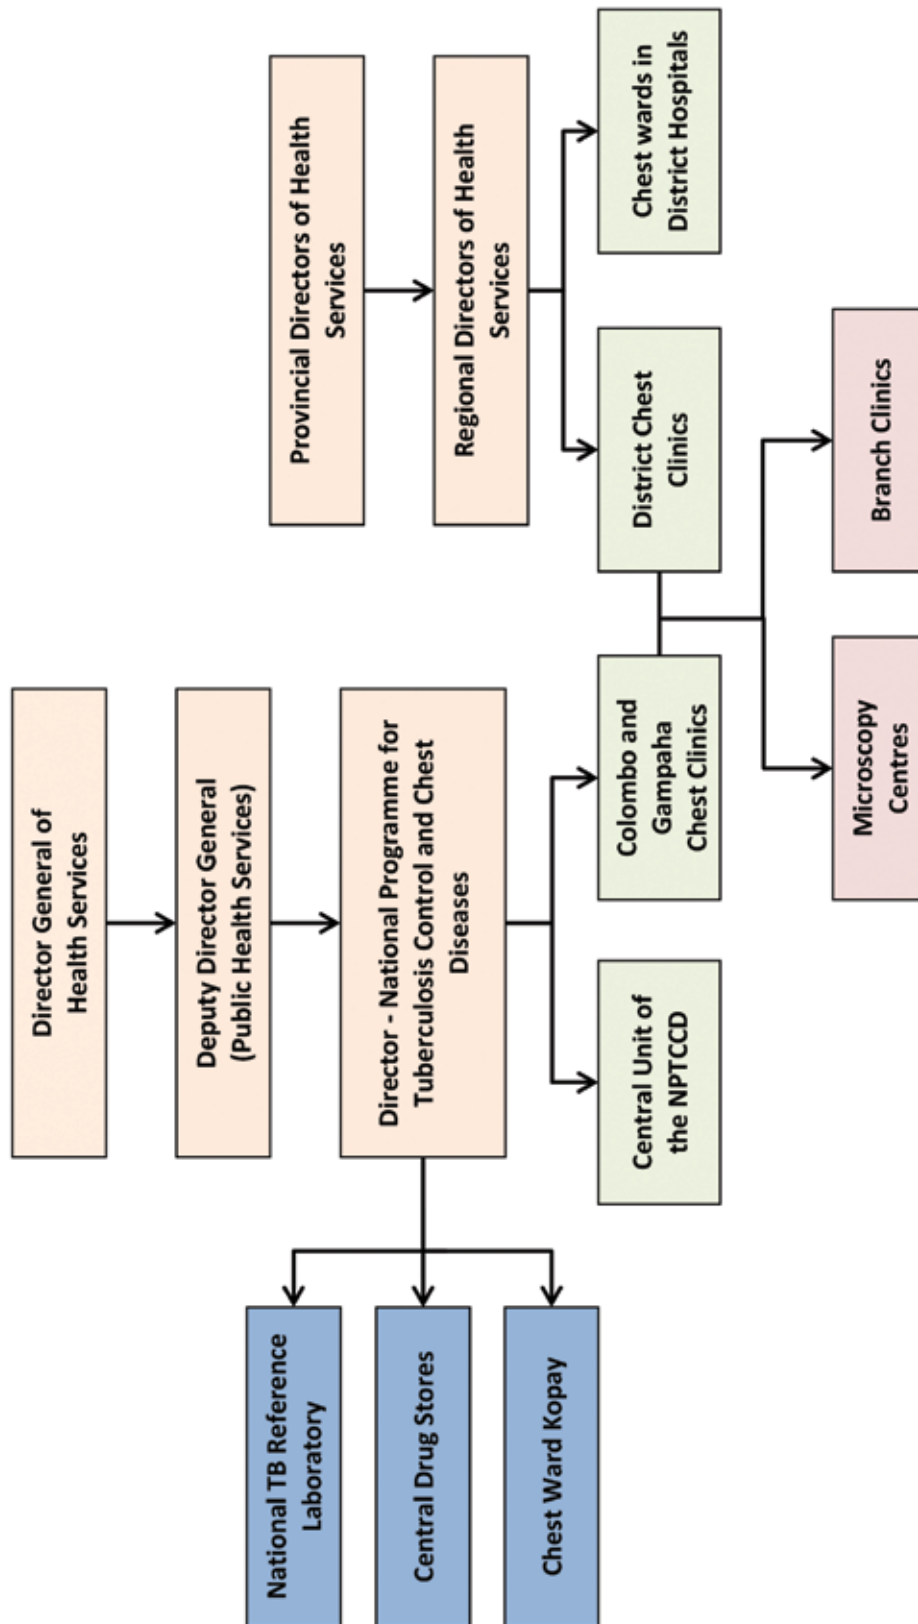 Director General of
Health Services
Deputy Director General
(Public Health Services)
Director - National Programme for
Tuberculosis Control and Chest
Diseases
National TB Reference
Laboratory
Central Drug Stores
Chest Ward Kopay
Central Unit of
the NPTCCD
Colombo and
Gampaha
Chest Clinics
Provincial Directors of Health
Services
Regional Directors of Health
Services
District Chest
Clinics
Chest wards in
District Hospitals
Microscopy
Centres
Branch Clinics